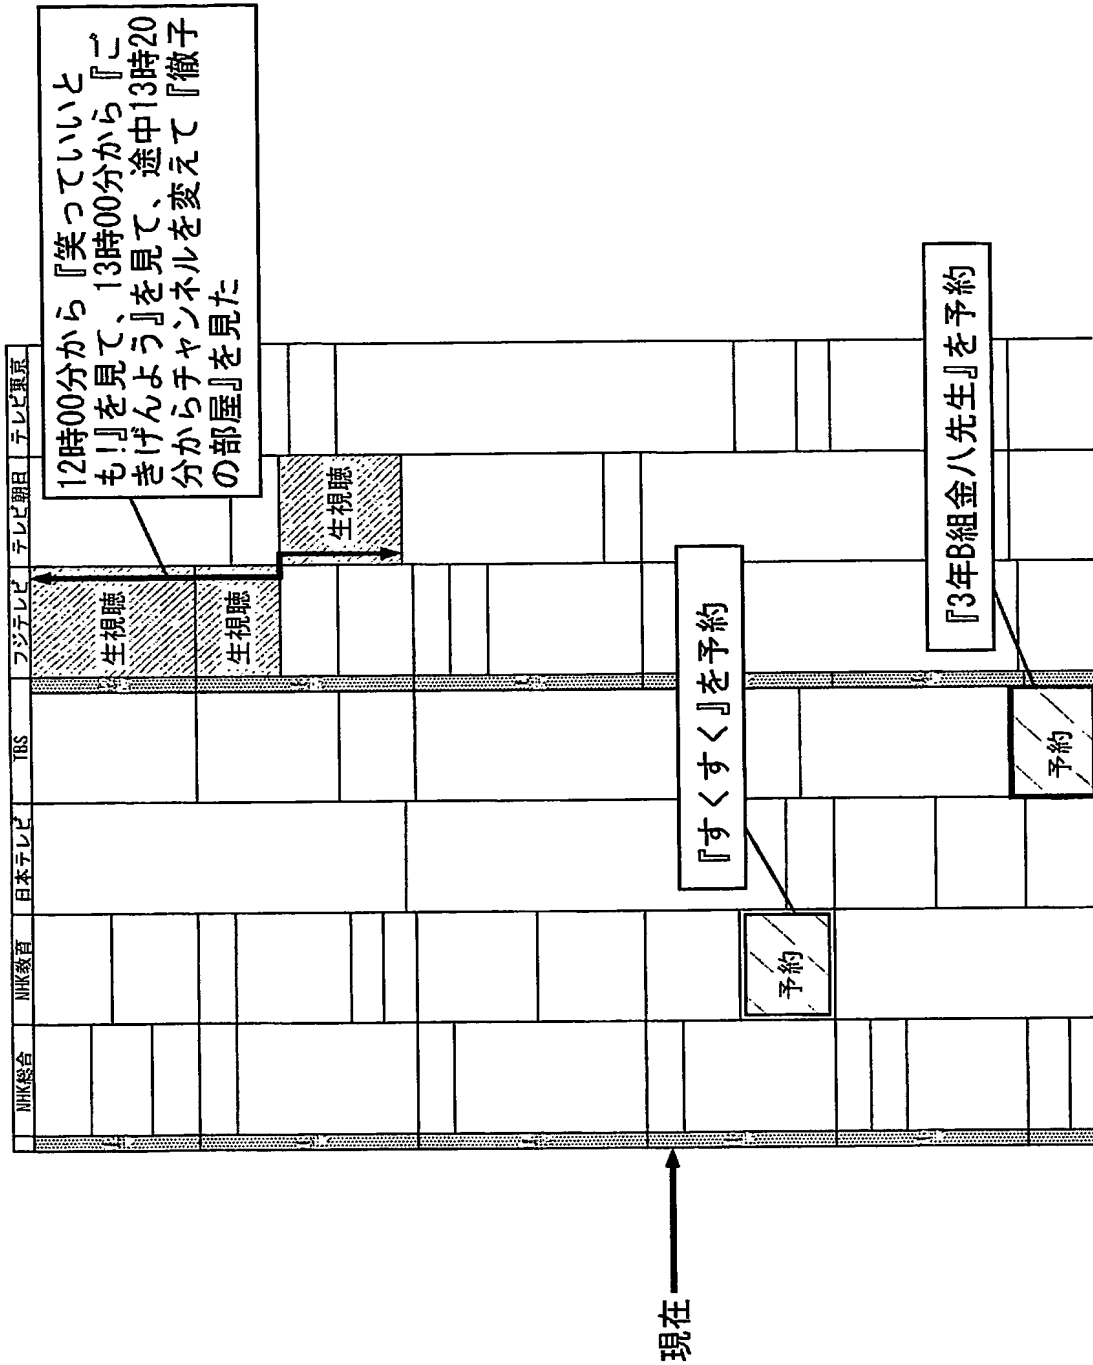 NHK総合
NHK教育
日本テレビ
TBS
フジテレビ
テレビ朝日
テレビ東京
12時00分から『笑っていいと
も!』を見て、13時00分から『ご
きげんよう』を見て、途中13時20
分からチャンネルを変えて『徹子
の部屋』を見た
生視聴
生視聴
生視聴
現在
『すくすく』を予約
予約
『3年B組金八先生』を予約
予約